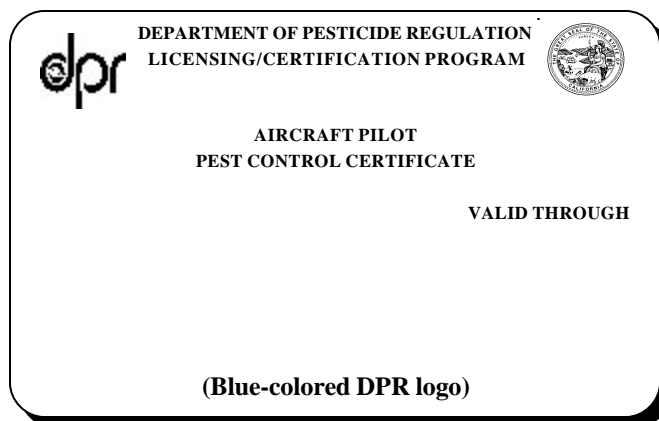 DEPARTMENT OF PESTICIDE REGULATION
LICENSING/CERTIFICATION PROGRAM
dpr
AIRCRAFT PILOT
PEST CONTROL CERTIFICATE
VALID THROUGH
(Blue-colored DPR logo)